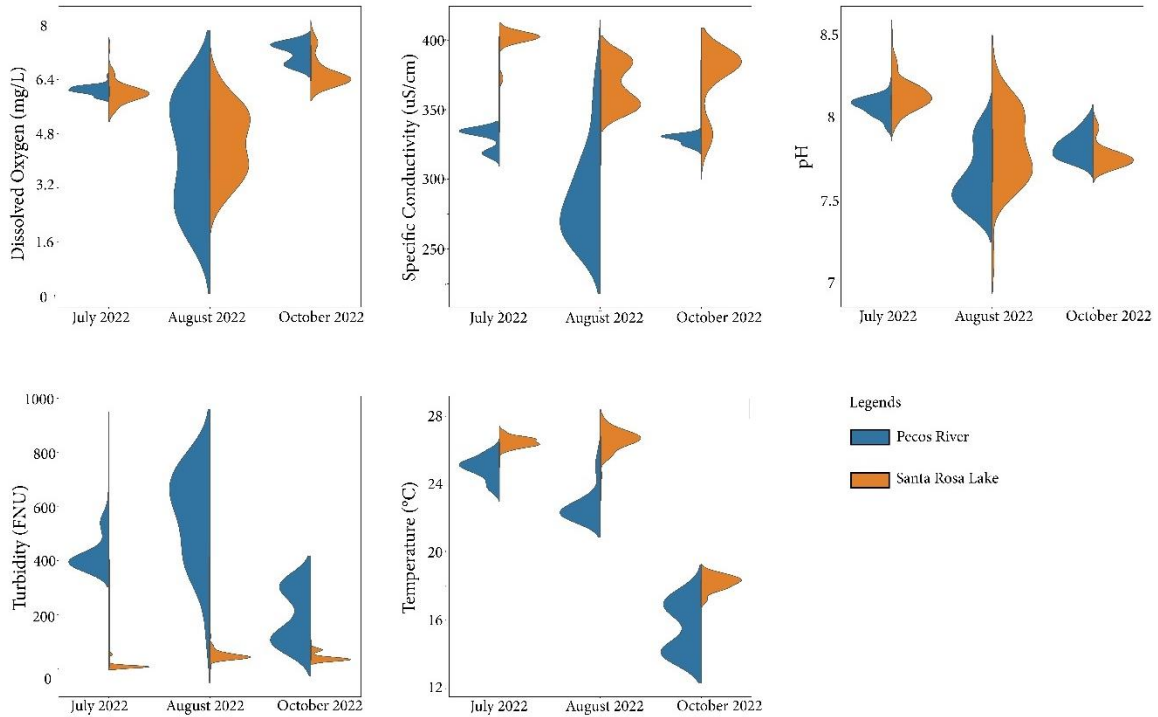 Dissolved Oxygen (mg/L)
8
6.4
4.8
3.2
1.6
0
July 2022 August 2022 October 2022
Specific Conductivity (uS/cm)
400
350
300
250
July 2022 August 2022 October 2022
pH
8.5
8
7.5
7
July 2022 August 2022 October 2022
Turbidity (FNU)
1000
800
600
400
200
0
July 2022 August 2022 October 2022
Temperature (°C)
28
24
20
16
12
July 2022 August 2022 October 2022
Legends
Pecos River
Santa Rosa Lake